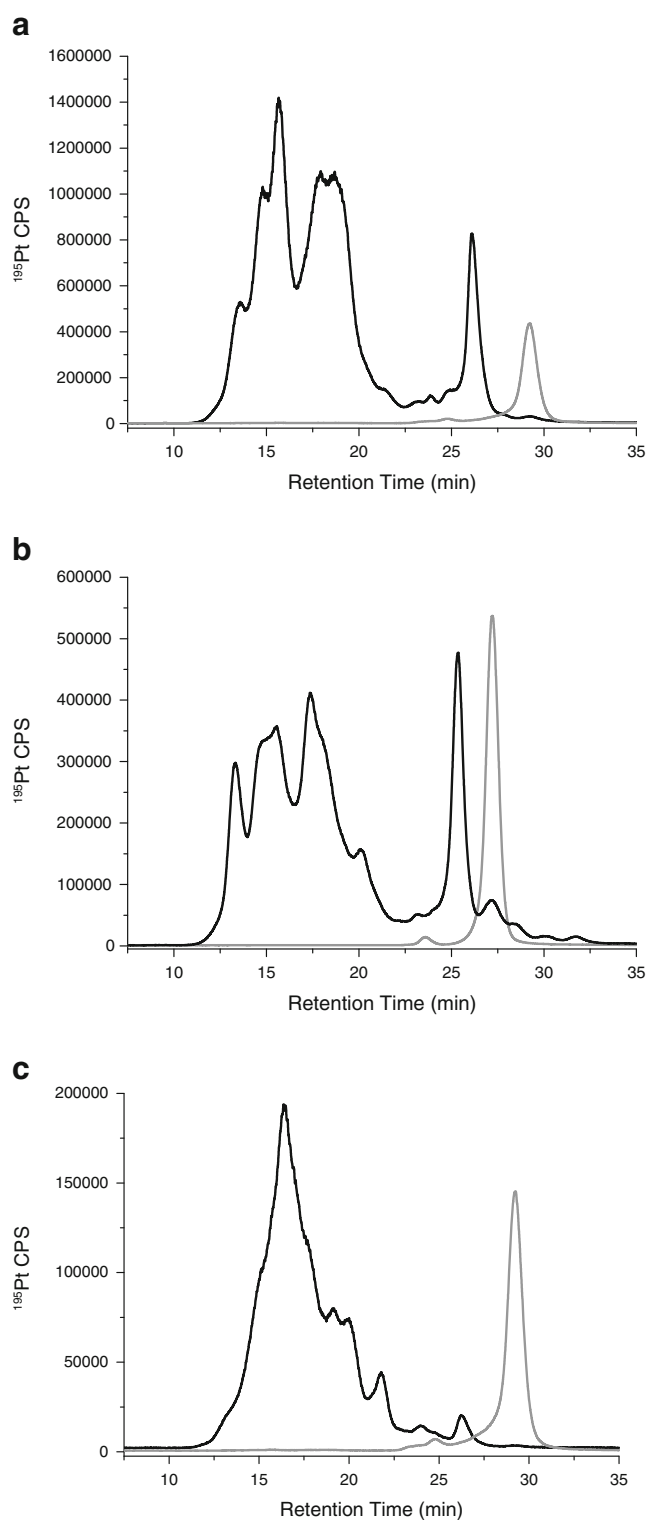 a
1600000
1400000
1200000
1000000
800000
600000
400000
200000
0
195Pt CPS
10 15 20 25 30 35
Retention Time (min)
b
600000
500000
400000
300000
200000
100000
0
195Pt CPS
10 15 20 25 30 35
Retention Time (min)
c
200000
150000
100000
50000
0
195Pt CPS
10 15 20 25 30 35
Retention Time (min)